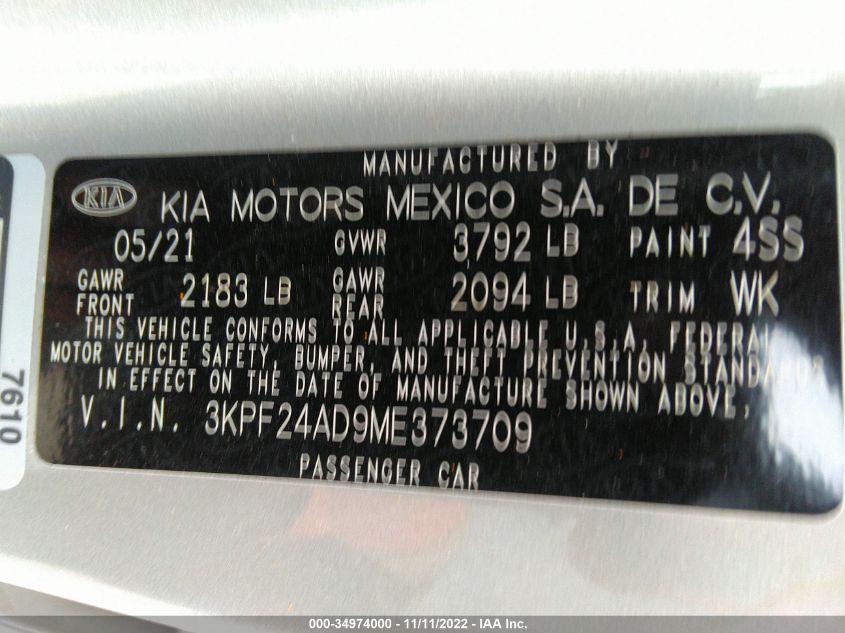 MANUFACTURED BY
KIA KIA MOTORS MEXICO S.A. DE C.V.
05/21 GVWR 3792 LB PAINT 4SS
GAWR FRONT 2183 LB GAWR REAR 2094 LB TRIM WK
THIS VEHICLE CONFORMS TO ALL APPLICABLE U.S.A. FEDERAL
MOTOR VEHICLE SAFETY, BUMPER, AND THEFT PREVENTION STANDARDS
IN EFFECT ON THE DATE OF MANUFACTURE SHOWN ABOVE.
V.I.N. 3KPF24AD9ME373709
PASSENGER CAR
7610
000-34974000 - 11/11/2022 - IAA Inc.